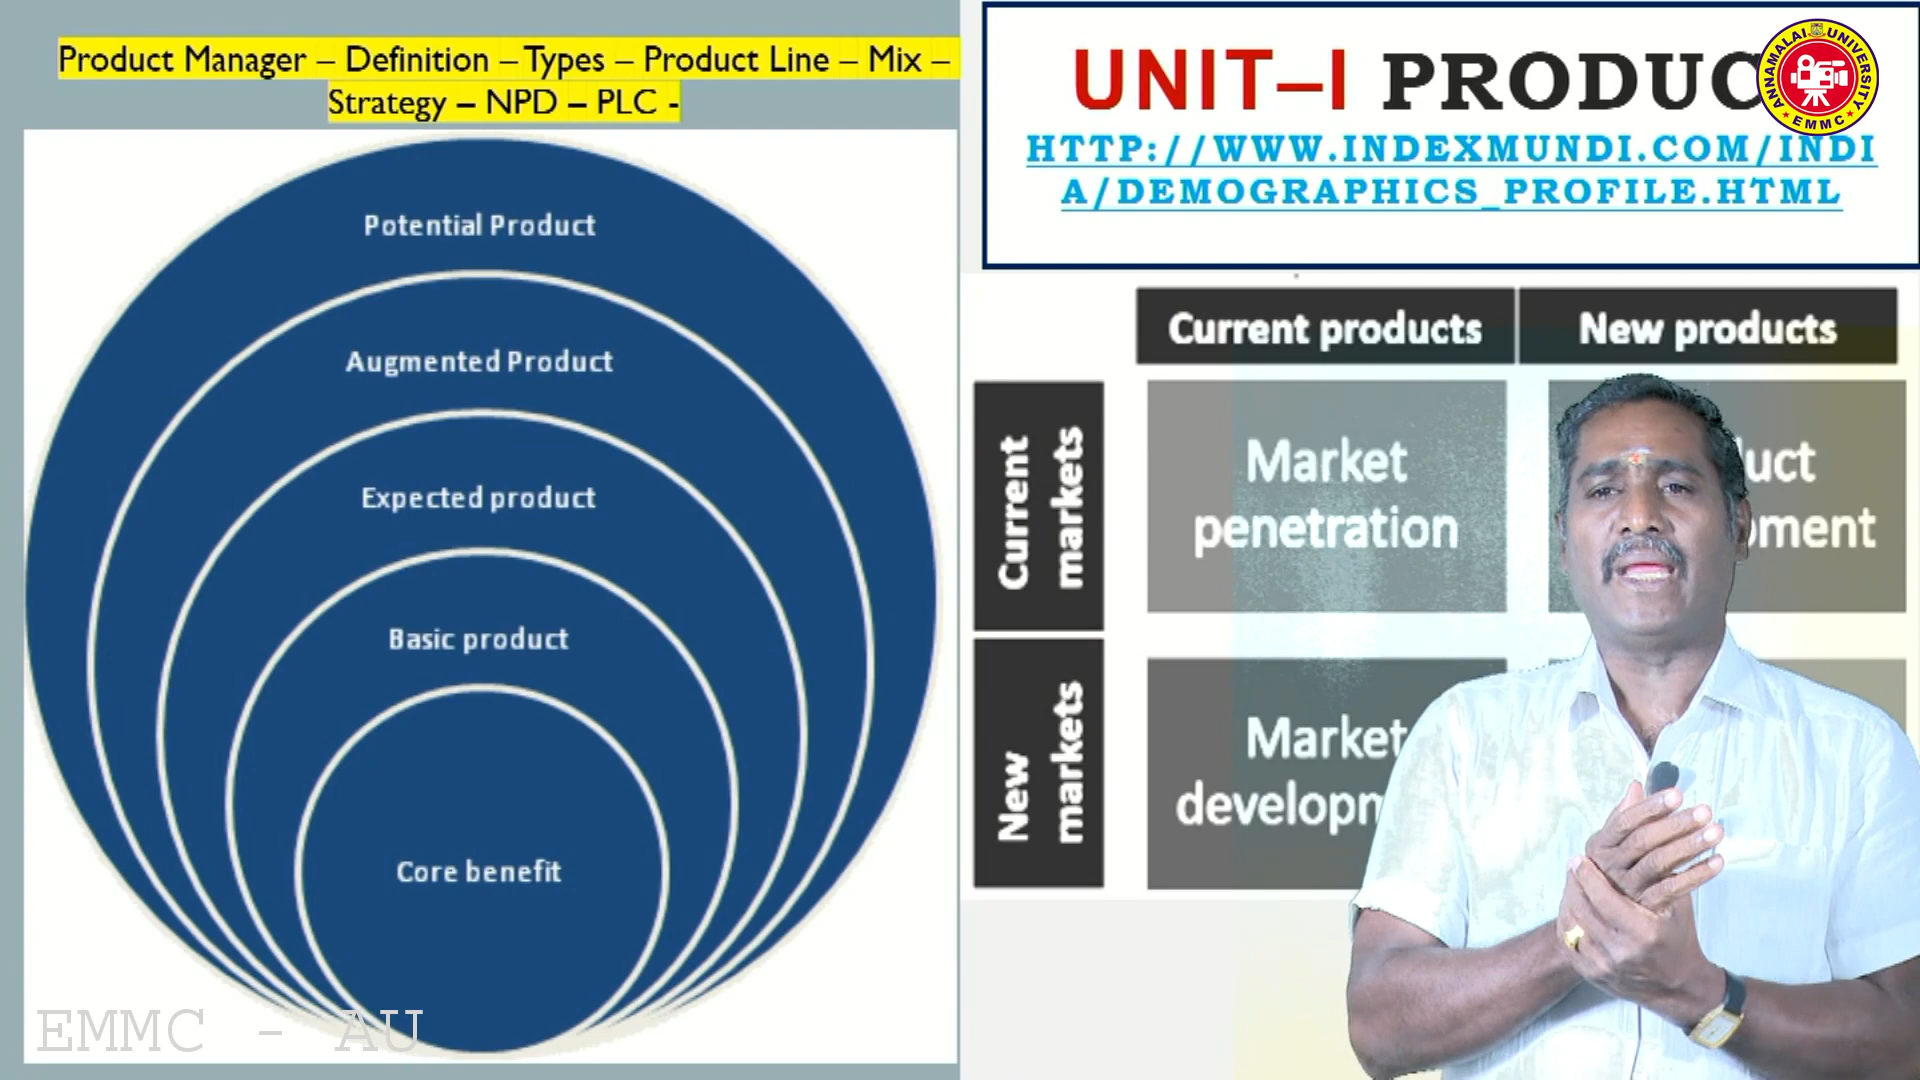 Product Manager – Definition – Types – Product Line – Mix –
Strategy – NPD – PLC -
Potential Product
Augmented Product
Expected product
Basic product
Core benefit
EMMC - AU
UNIT–I PRODUC
HTTP://WWW.INDEXMUNDI.COM/INDI
A/DEMOGRAPHICS_PROFILE.HTML
ANNAMALAI UNIVERSITY
EMMC
Current products
New products
Current
markets
Market
penetration
uct
pment
New
markets
Market
develop